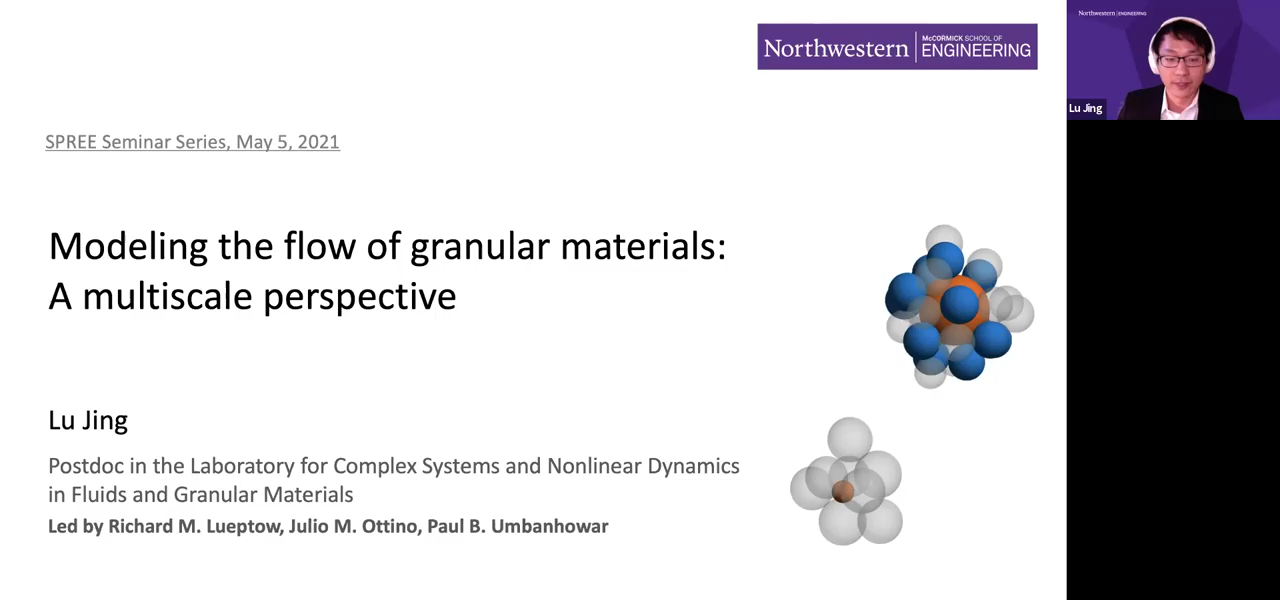 Northwestern
McCORMICK SCHOOL OF
ENGINEERING
Northwestern | ENGINEERING
Lu Jing
SPREE Seminar Series, May 5, 2021
Modeling the flow of granular materials:
A multiscale perspective
Lu Jing
Postdoc in the Laboratory for Complex Systems and Nonlinear Dynamics
in Fluids and Granular Materials
Led by Richard M. Lueptow, Julio M. Ottino, Paul B. Umbanhowar